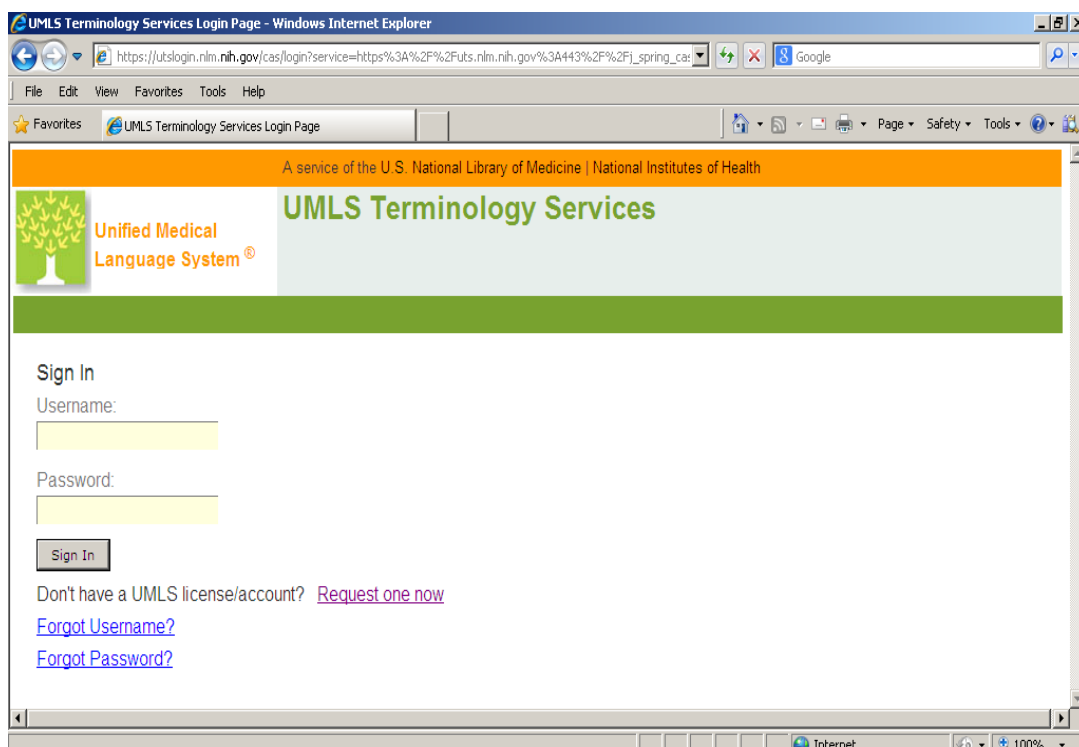 UMLS Terminology Services Login Page - Windows Internet Explorer
https://utslogin.nlm.nih.gov/cas/login?service=https%3A%2F%2Futs.nlm.nih.gov%3A443%2F%2Fj_spring_cas
Google
File Edit View Favorites Tools Help
Favorites UMLS Terminology Services Login Page Page Safety Tools
A service of the U.S. National Library of Medicine | National Institutes of Health
UMLS Terminology Services
Unified Medical
Language System ®
Sign In
Username:
Password:
Sign In
Don't have a UMLS license/account? Request one now
Forgot Username?
Forgot Password?
Internet 100%